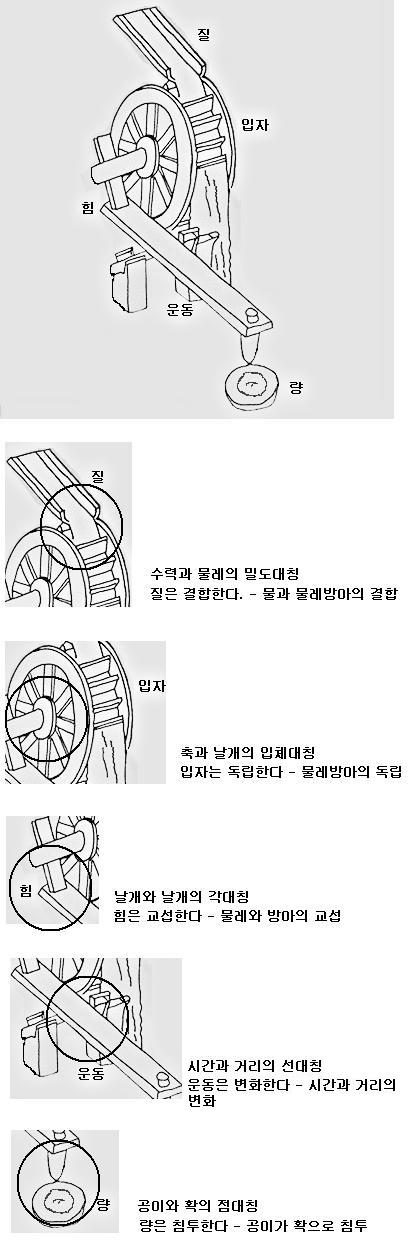 질
입자
힘
운동
량
질
수력과 물레의 밀도대칭
질은 결합한다. - 물과 물레방아의 결합
입자
축과 날개의 입체대칭
입자는 독립한다 - 물레방아의 독립
힘
날개와 날개의 각대칭
힘은 교섭한다 - 물레와 방아의 교섭
운동
시간과 거리의 선대칭
운동은 변화한다 - 시간과 거리의
변화
량
공이와 확의 점대칭
량은 침투한다 - 공이가 확으로 침투